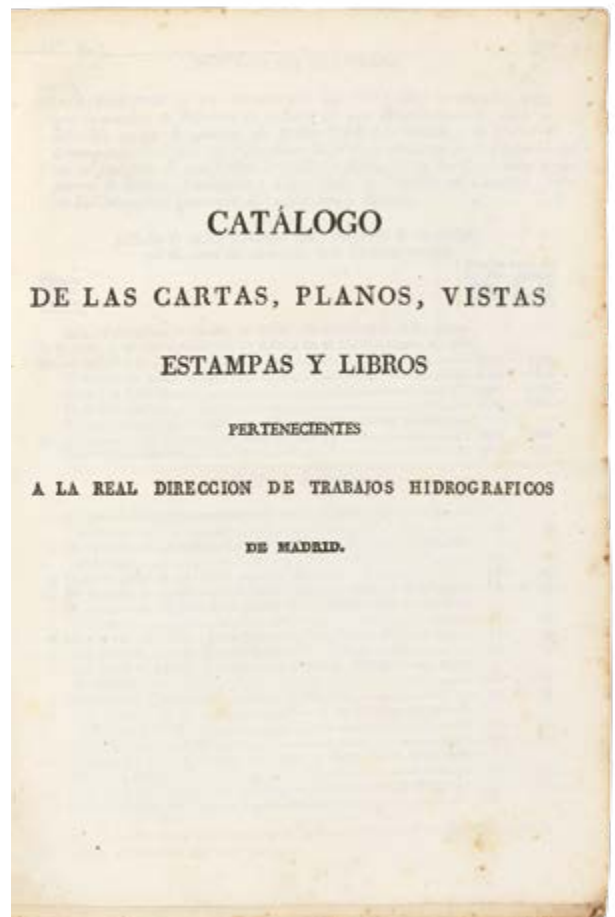 CATÁLOGO
DE LAS CARTAS, PLANOS, VISTAS
ESTAMPAS Y LIBROS
PERTENECIENTES
A LA REAL DIRECCION DE TRABAJOS HIDROGRAFICOS
DE MADRID.